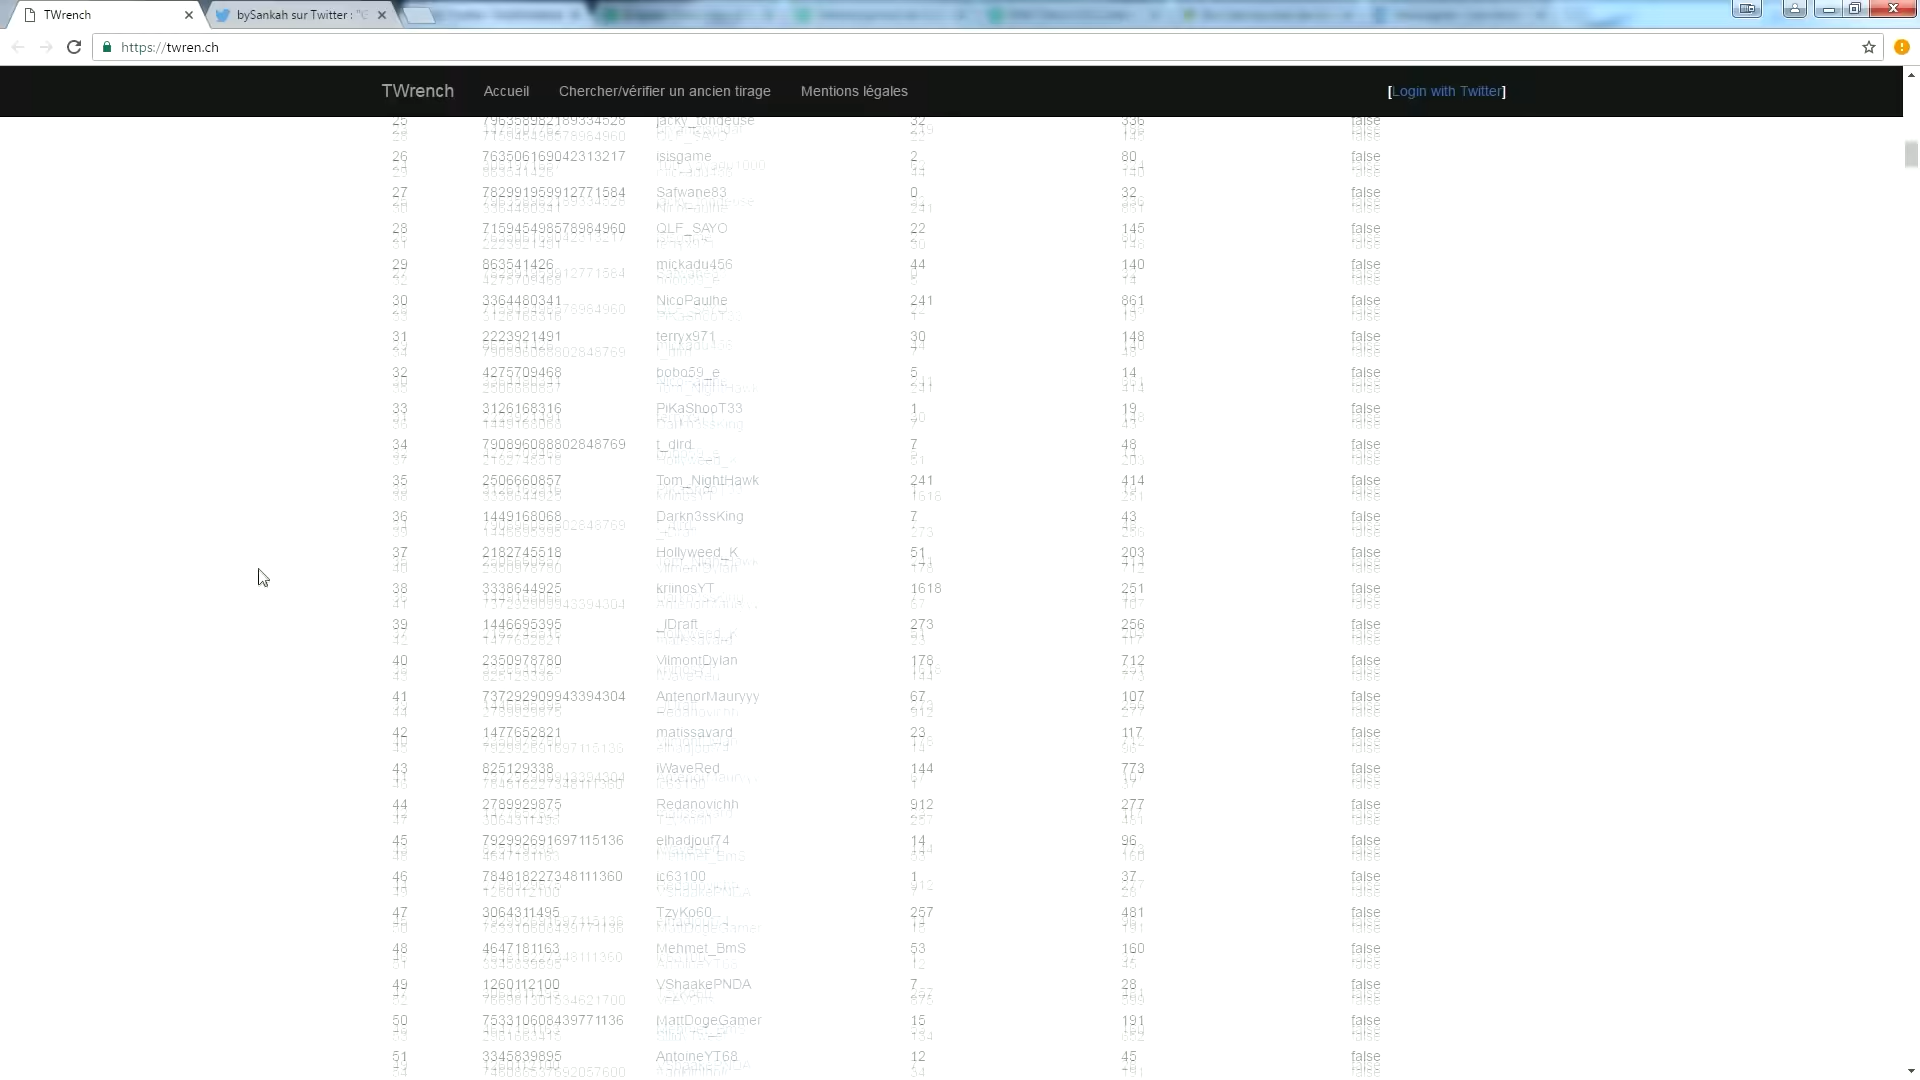 TWrench
bySankah sur Twitter : "G
https://twren.ch
TWrench Accueil Chercher/vérifier un ancien tirage Mentions légales [Login with Twitter]
25 796358982189334528 jacky_tondeuse 32 336 false
26 763506169042313217 isisgame 2 80 false
27 782991959912771584 Safwane83 0 32 false
28 715945498578984960 QLF_SAYO 22 145 false
29 863541426 mickadu456 44 140 false
30 3364480341 NicoPaulhe 241 861 false
31 2223921491 terryx971 30 148 false
32 4275709468 bobo59_e 5 14 false
33 3126168316 PiKaShooT33 1 19 false
34 790896088802848769 t_dlrd 7 48 false
35 2506660857 Tom_NightHawk 241 414 false
36 1449168068 Darkn3ssKing 7 43 false
37 2182745518 Hollyweed_K 51 203 false
38 3338644925 1618 251 false
39 1446695395 273 256 false
40 2350978780 VilmontDylan 178 712 false
41 737292909943394304 AntenorMauryyy 67 107 false
42 1477652821 matissavard 23 117 false
43 825129338 iWaveRed 144 773 false
44 2789929875 Redanovichh 912 277 false
45 792992691697115136 elhadjouf74 14 96 false
46 784818227348111360 1 37 false
47 3064311495 TzyKo60 257 481 false
48 4647181163 Mehmet_BmS 53 160 false
49 1260112100 VShaakePNDA 7 28 false
50 753310608439771136 MattDogeGamer 15 191 false
51 3345839895 AntoineYT68 12 45 false